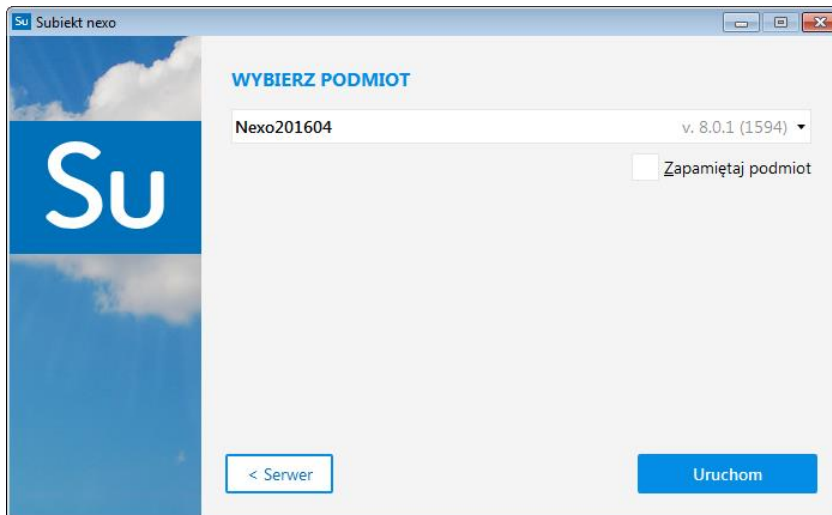 Su Subiekt nexo
WYBIERZ PODMIOT
Nexo201604 v. 8.0.1 (1594)
Zapamiętaj podmiot
Su
< Serwer Uruchom